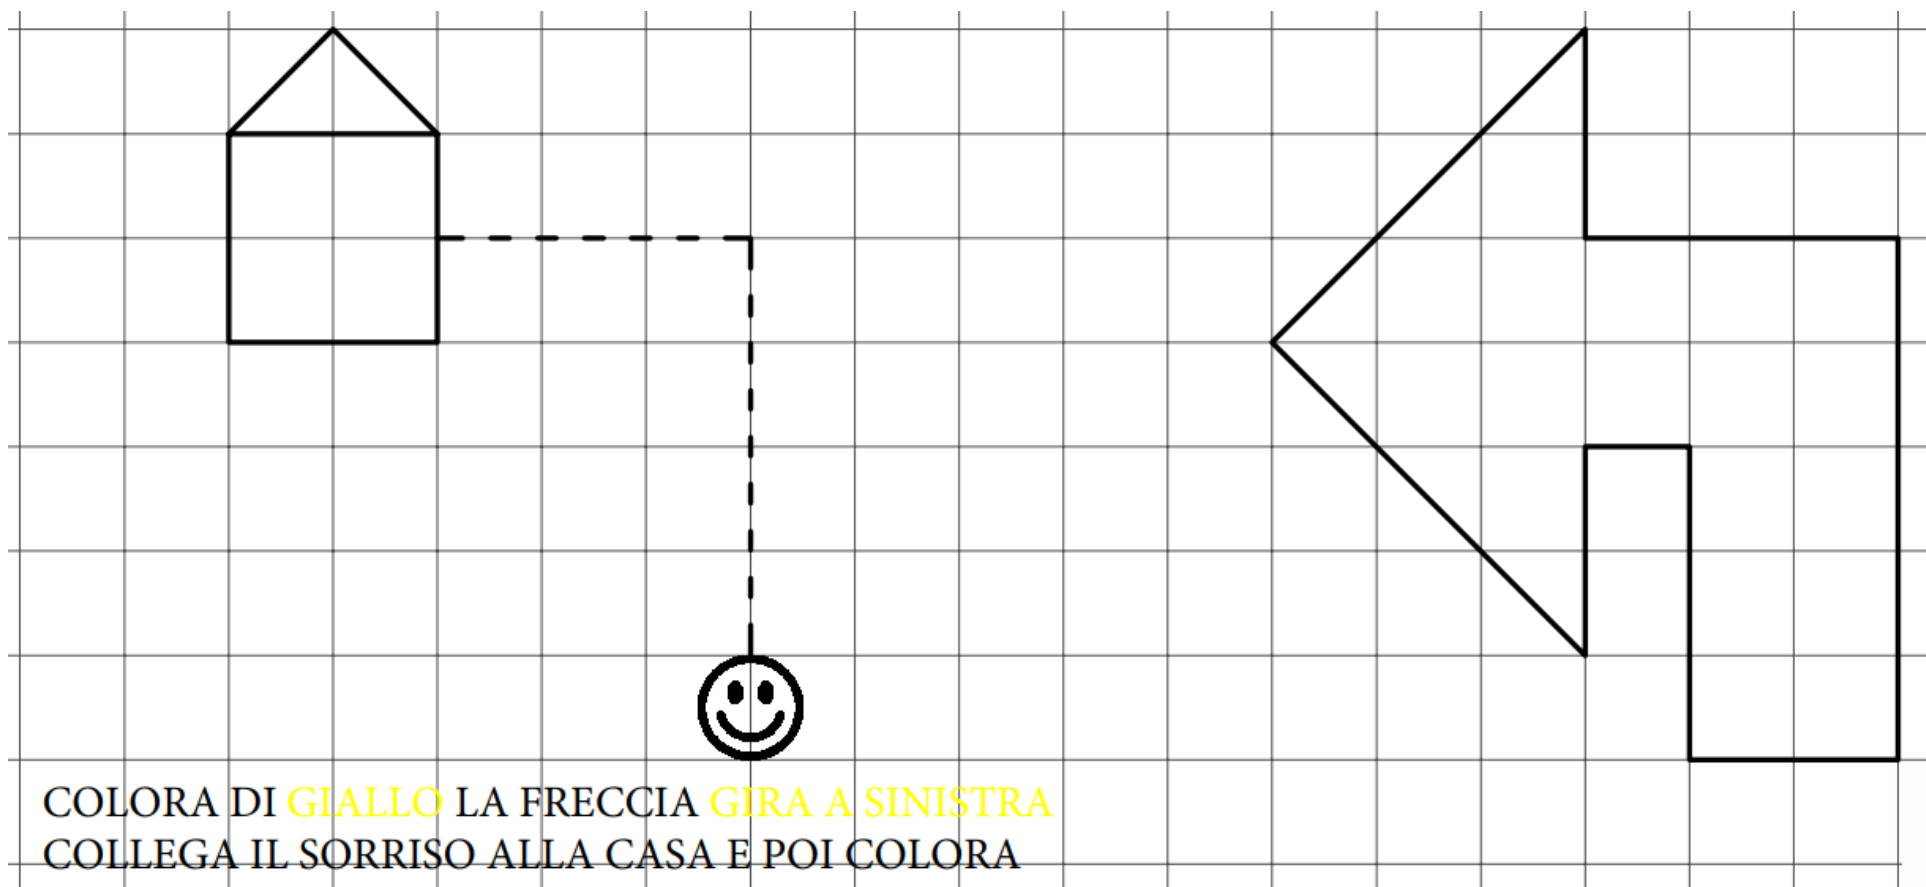 COLORA DI GIALLO LA FRECCIA GIRA A SINISTRA
COLLEGA IL SORRISO ALLA CASA E POI COLORA